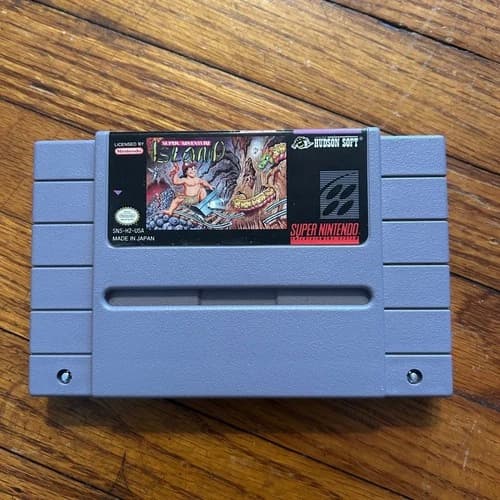 LICENSED BY
Nintendo
SUPER ADVENTURE
ISLAND
HUDSON SOFT
SNS-H2-USA
MADE IN JAPAN
SUPER NINTENDO